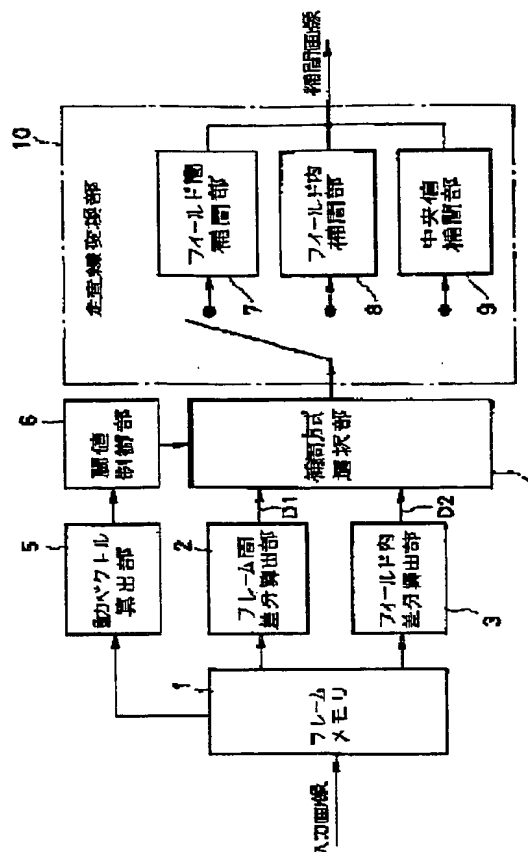 入力画像
1
フレーム
メモリ
5
動ベクトル
算出部
2
フレーム間
差分算出部
フィールド内
差分算出部
3
6
閾値
制御部
D1
D2
補間方式
選択部
10
走査線変換部
フィールド間
補間部
7
フィールド内
補間部
8
中央値
補間部
9
補間画像